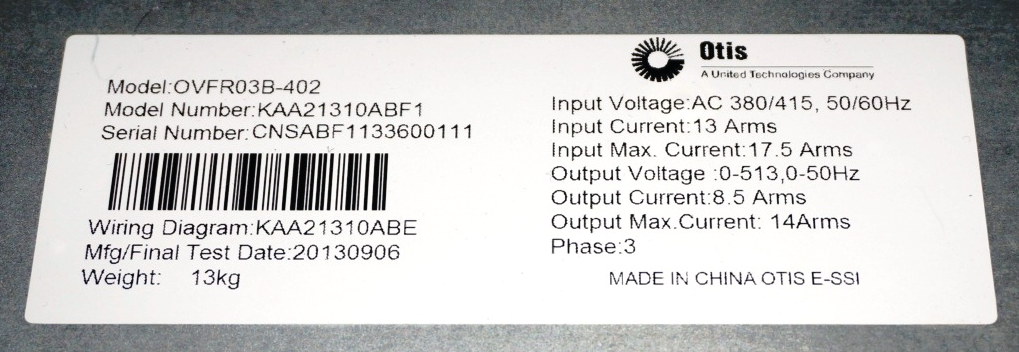 Model:OVFR03B-402
Model Number:KAA21310ABF1
Serial Number:CNSABF1133600111
Wiring Diagram:KAA21310ABE
Mfg/Final Test Date:20130906
Weight: 13kg
Otis
A United Technologies Company
Input Voltage:AC 380/415, 50/60Hz
Input Current:13 Arms
Input Max. Current:17.5 Arms
Output Voltage :0-513,0-50Hz
Output Current:8.5 Arms
Output Max.Current: 14Arms
Phase:3
MADE IN CHINA OTIS E-SSI